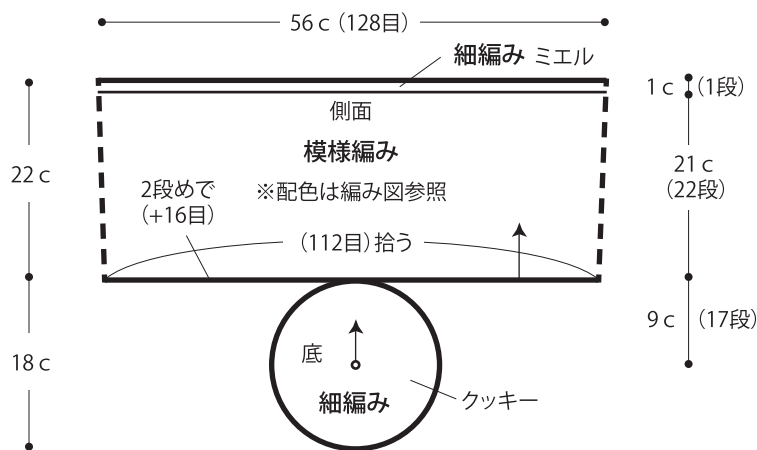 56 c（128目）
細編み ミエル
1 c（1段）
側面
模様編み
22 c
21 c
（22段）
2段めで
（+16目）
※配色は編み図参照
（112目）拾う
9 c（17段）
18 c
底
細編み
クッキー